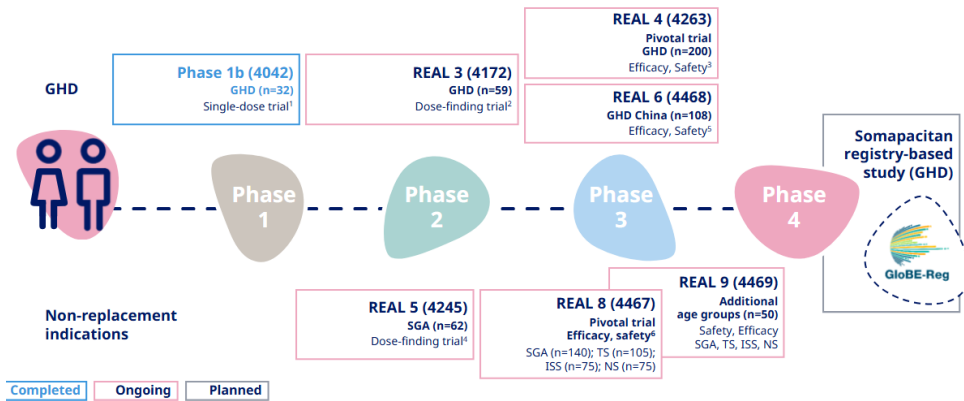 REAL 4 (4263)
Pivotal trial
GHD (n=200)
Efficacy, Safety³
Phase 1b (4042)
GHD (n=32)
Single-dose trial¹
REAL 3 (4172)
GHD (n=59)
Dose-finding trial²
GHD
REAL 6 (4468)
GHD China (n=108)
Efficacy, Safety⁵
Somapacitan
registry-based
study (GHD)
Phase
1
Phase
2
Phase
3
Phase
4
GloBE-Reg
REAL 5 (4245)
SGA (n=62)
Dose-finding trial⁴
REAL 8 (4467)
Pivotal trial
Efficacy, safety⁶
SGA (n=140); TS (n=105);
ISS (n=75); NS (n=75)
REAL 9 (4469)
Additional
age groups (n=50)
Safety, Efficacy
SGA, TS, ISS, NS
Non-replacement
indications
Completed
Ongoing
Planned